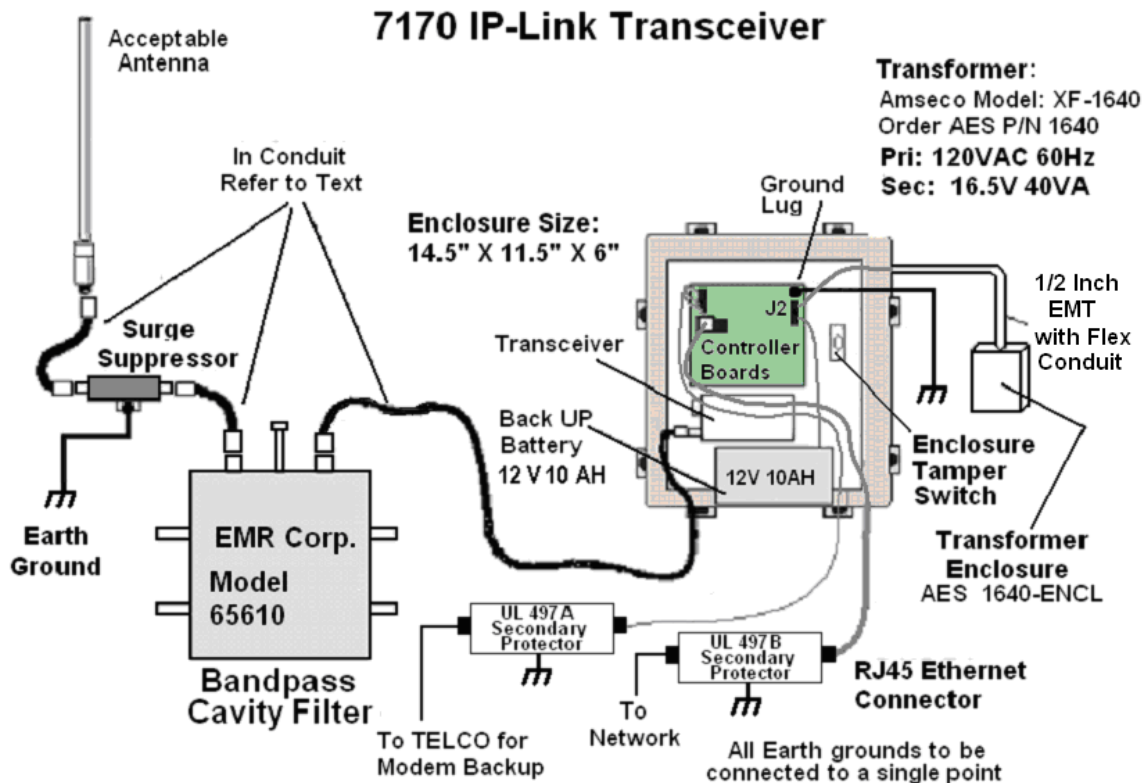 7170 IP-Link Transceiver
Acceptable
Antenna
Transformer:
Amseco Model: XF-1640
Order AES P/N 1640
Pri: 120VAC 60Hz
Sec: 16.5V 40VA
In Conduit
Refer to Text
Ground
Lug
Enclosure Size:
14.5" X 11.5" X 6"
1/2 Inch
EMT
with Flex
Conduit
Surge
Suppressor
J2
Controller
Boards
Transceiver
Back UP
Battery
12 V 10 AH
12V 10AH
Enclosure
Tamper
Switch
Earth
Ground
EMR Corp.
Model
65610
Transformer
Enclosure
AES 1640-ENCL
UL 497A
Secondary
Protector
UL 497B
Secondary
Protector
RJ45 Ethernet
Connector
Bandpass
Cavity Filter
To TELCO for
Modem Backup
To
Network
All Earth grounds to be
connected to a single point